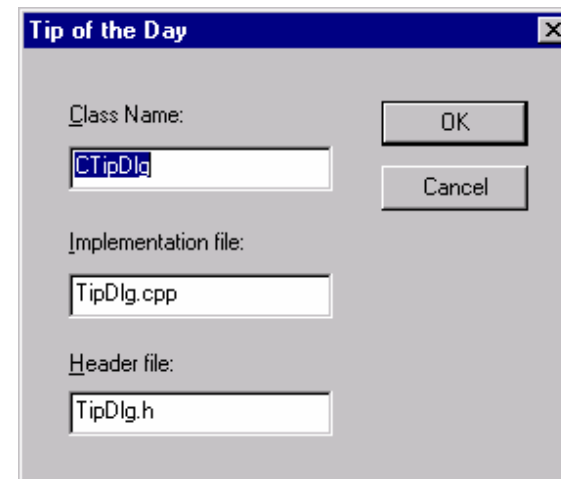 Tip of the Day
Class Name:
OK
CTipDlg
Cancel
Implementation file:
TipDlg.cpp
Header file:
TipDlg.h